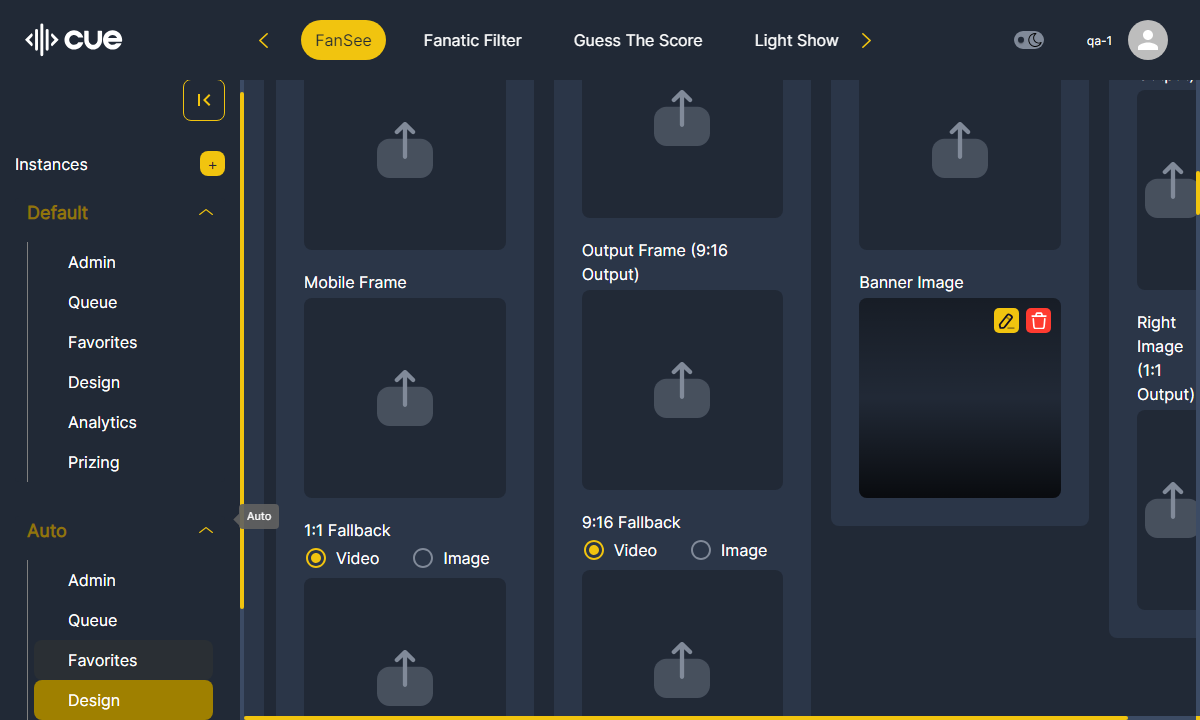 cue
FanSee
Fanatic Filter
Guess The Score
Light Show
qa-1
Instances
+
Default
Admin
Queue
Favorites
Design
Analytics
Prizing
Auto
Admin
Queue
Favorites
Design
Auto
Mobile Frame
1:1 Fallback
Video
Image
Output Frame (9:16
Output)
9:16 Fallback
Video
Image
Banner Image
Right
Image
(1:1
Output)